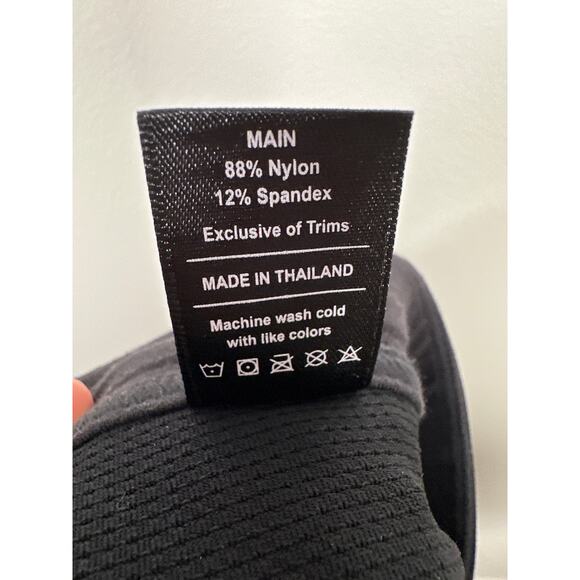 MAIN
88% Nylon
12% Spandex
Exclusive of Trims
MADE IN THAILAND
Machine wash cold
with like colors